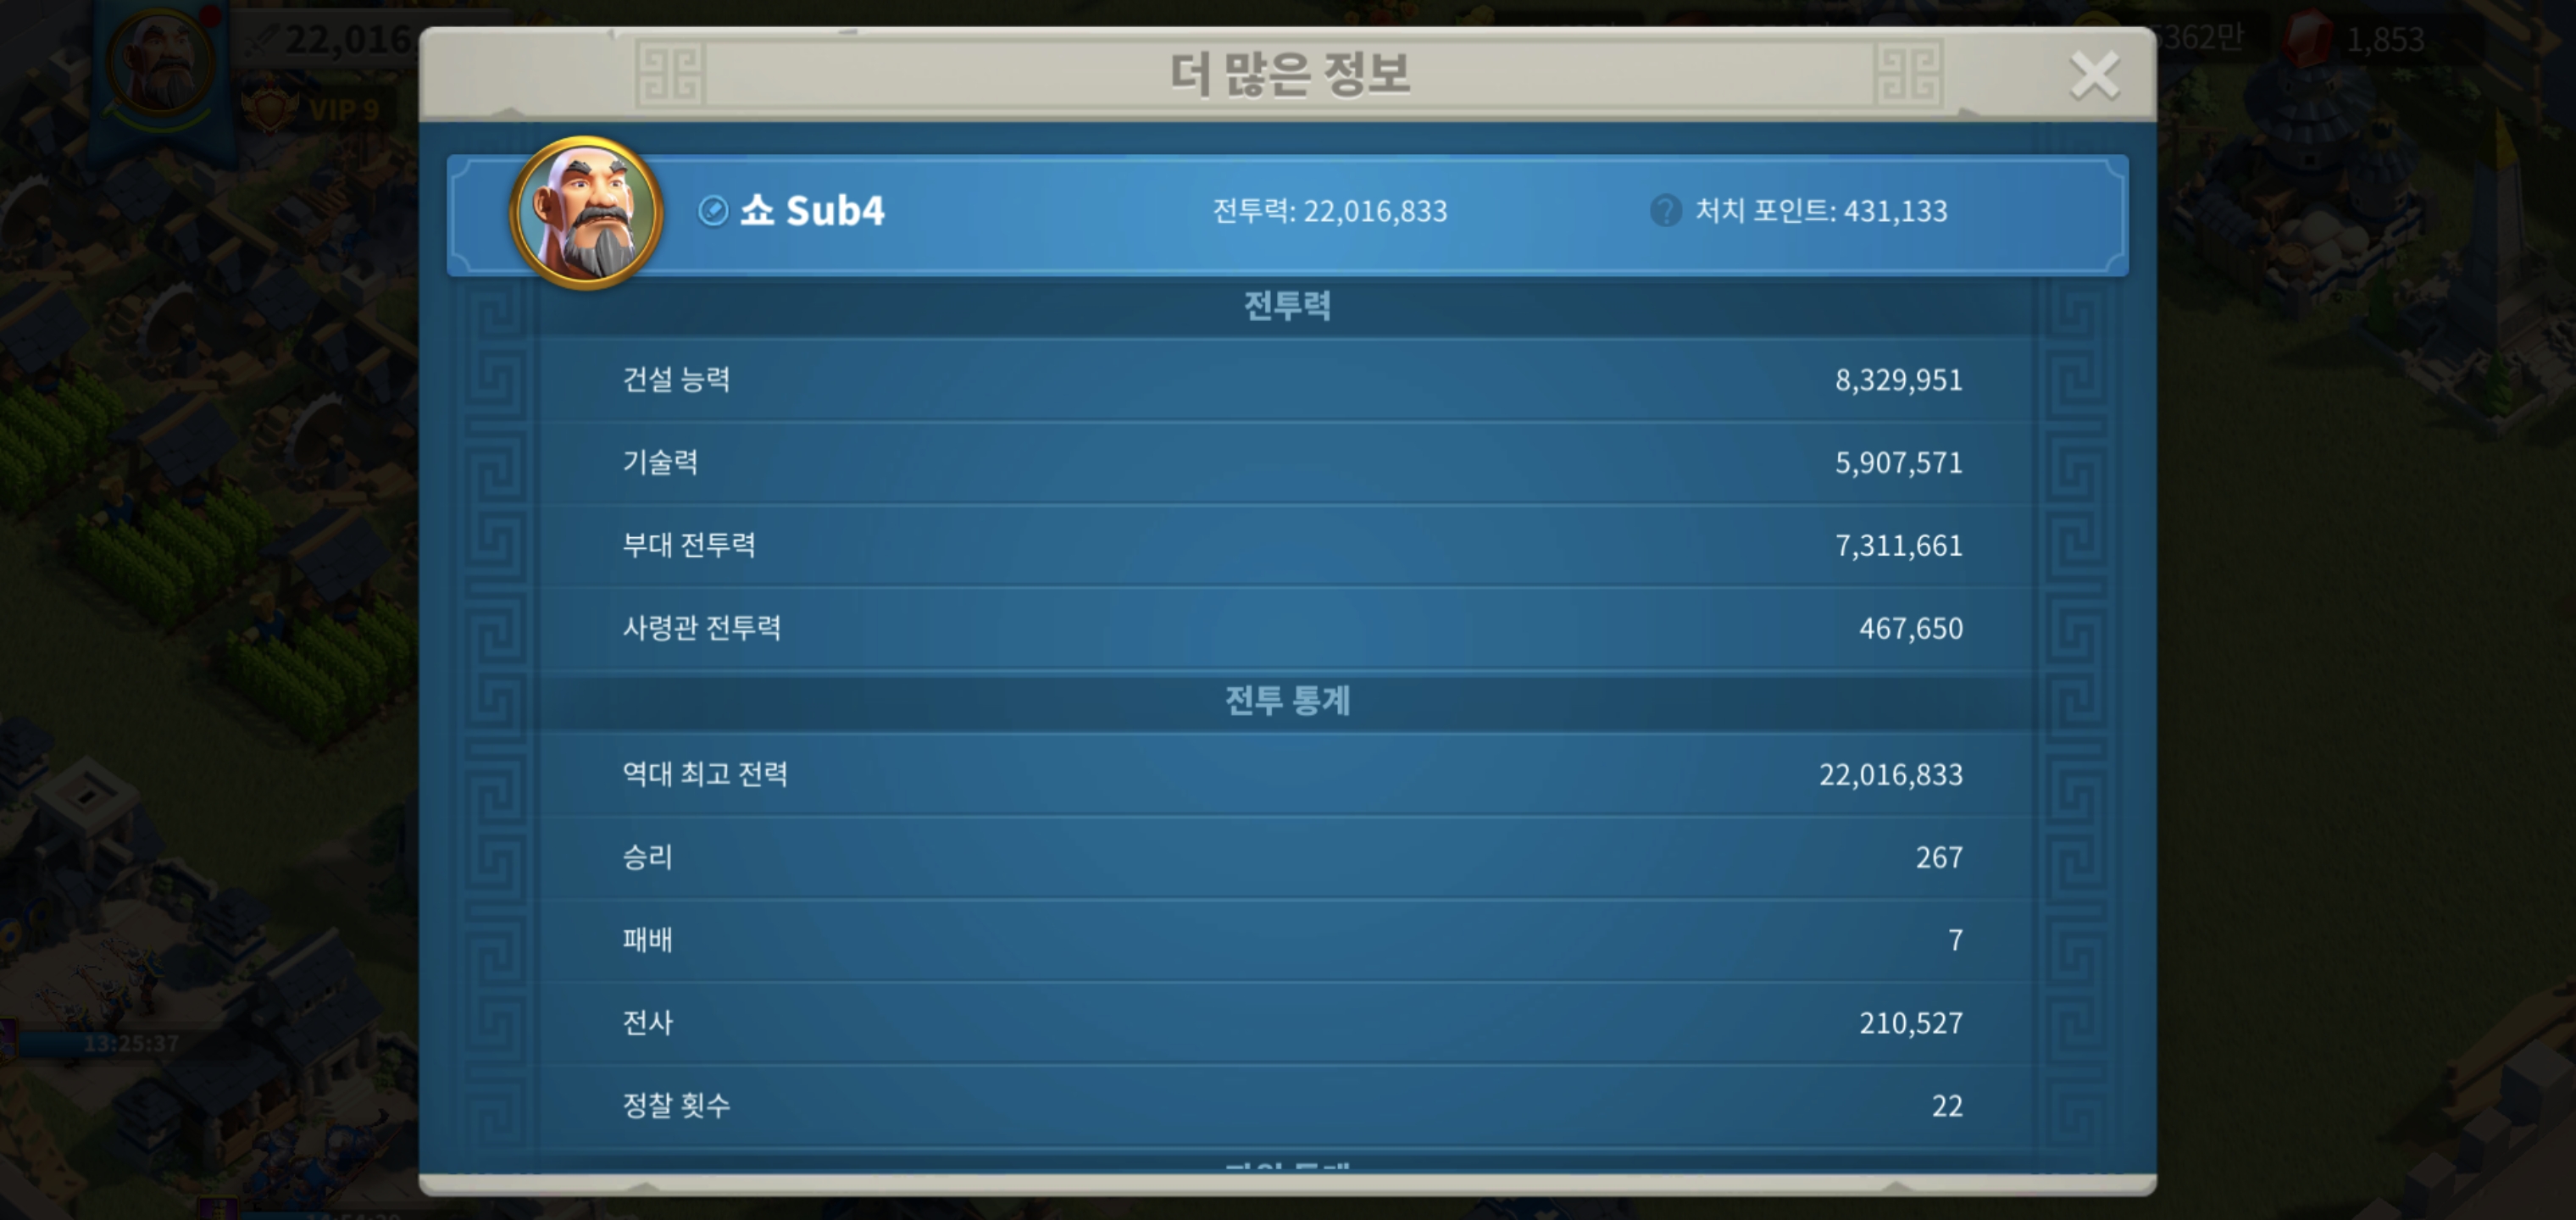 22,016
VIP 9
5362만
1,853
더 많은 정보
쇼 Sub4
전투력: 22,016,833
처치 포인트: 431,133
전투력
건설 능력 8,329,951
기술력 5,907,571
부대 전투력 7,311,661
사령관 전투력 467,650
전투 통계
역대 최고 전력 22,016,833
승리 267
패배 7
전사 210,527
정찰 횟수 22
13:25:37